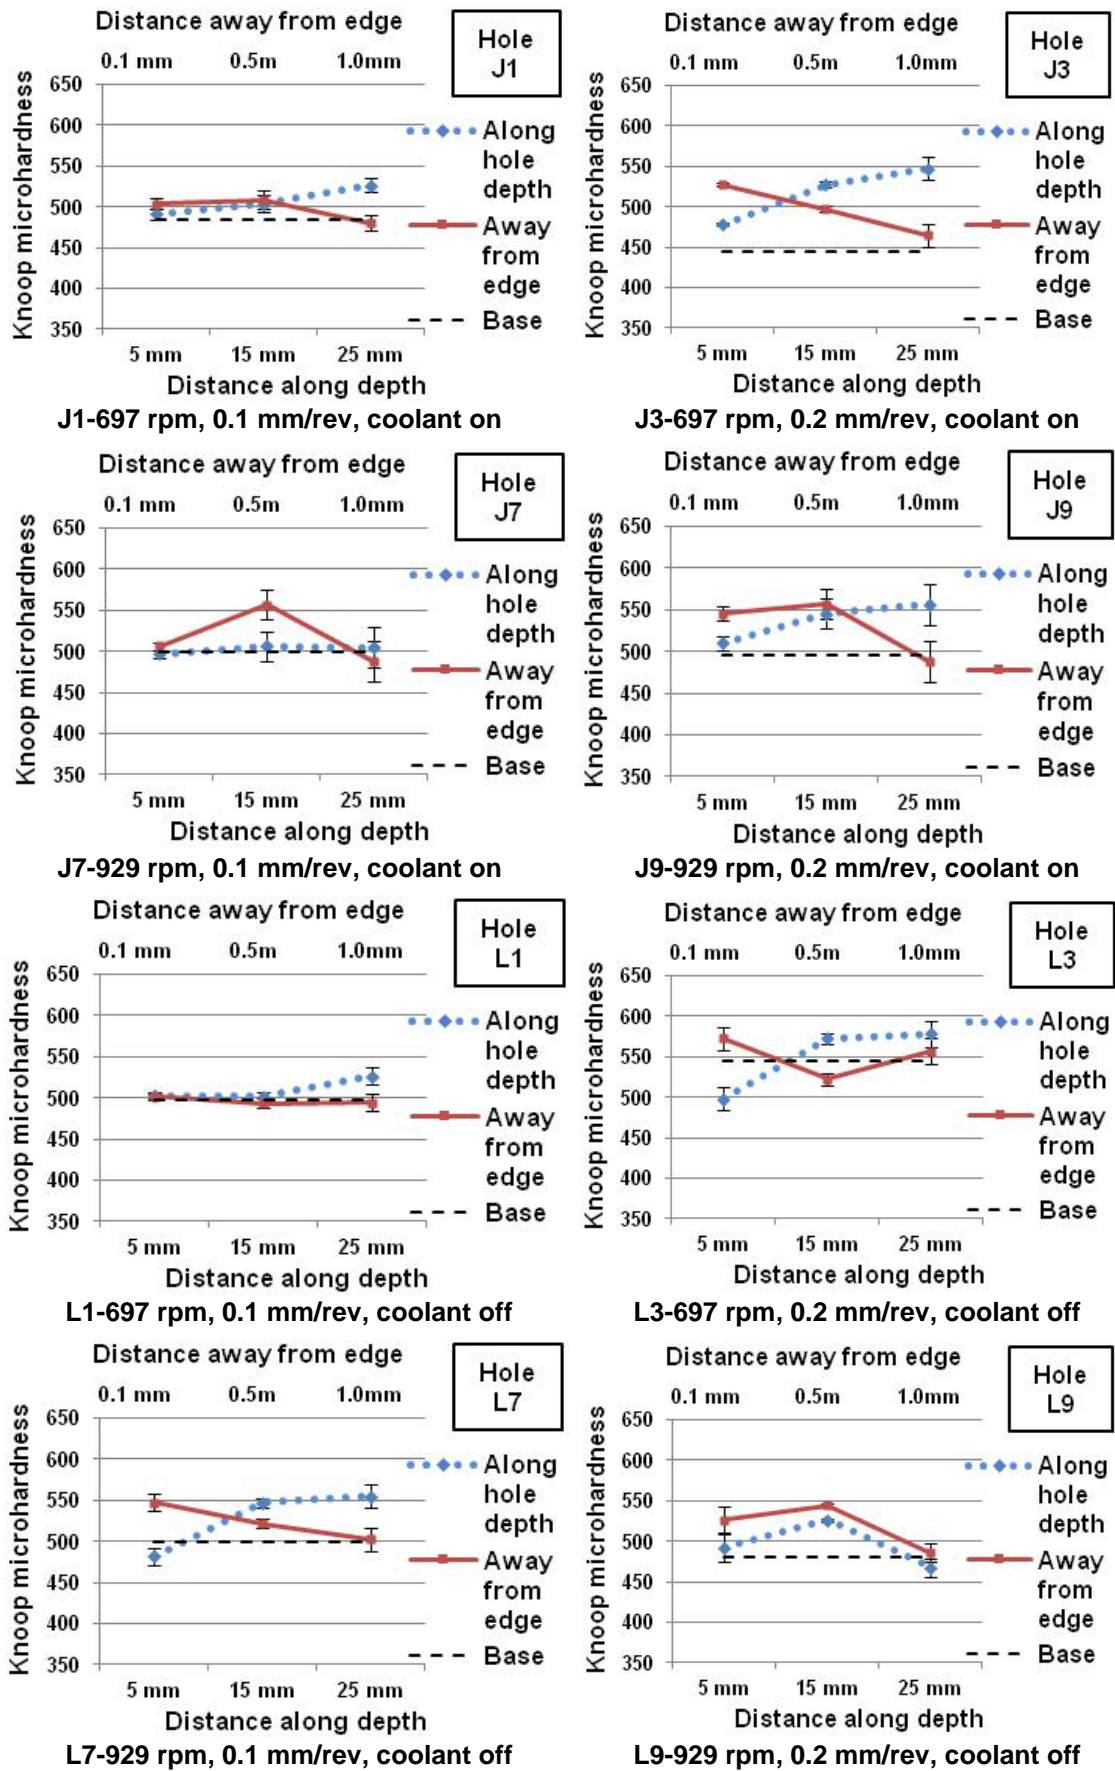 Distance away from edge
Hole
J1
0.1 mm 0.5m 1.0mm
Knoop microhardness
650
600
550
500
450
400
350
Along
hole
depth
Away
from
edge
Base
5 mm 15 mm 25 mm
Distance along depth
J1-697 rpm, 0.1 mm/rev, coolant on
Distance away from edge
Hole
J3
0.1 mm 0.5m 1.0mm
Knoop microhardness
650
600
550
500
450
400
350
Along
hole
depth
Away
from
edge
Base
5 mm 15 mm 25 mm
Distance along depth
J3-697 rpm, 0.2 mm/rev, coolant on
Distance away from edge
Hole
J7
0.1 mm 0.5m 1.0mm
Knoop microhardness
650
600
550
500
450
400
350
Along
hole
depth
Away
from
edge
Base
5 mm 15 mm 25 mm
Distance along depth
J7-929 rpm, 0.1 mm/rev, coolant on
Distance away from edge
Hole
J9
0.1 mm 0.5m 1.0mm
Knoop microhardness
650
600
550
500
450
400
350
Along
hole
depth
Away
from
edge
Base
5 mm 15 mm 25 mm
Distance along depth
J9-929 rpm, 0.2 mm/rev, coolant on
Distance away from edge
Hole
L1
0.1 mm 0.5m 1.0mm
Knoop microhardness
650
600
550
500
450
400
350
Along
hole
depth
Away
from
edge
Base
5 mm 15 mm 25 mm
Distance along depth
L1-697 rpm, 0.1 mm/rev, coolant off
Distance away from edge
Hole
L3
0.1 mm 0.5m 1.0mm
Knoop microhardness
650
600
550
500
450
400
350
Along
hole
depth
Away
from
edge
Base
5 mm 15 mm 25 mm
Distance along depth
L3-697 rpm, 0.2 mm/rev, coolant off
Distance away from edge
Hole
L7
0.1 mm 0.5m 1.0mm
Knoop microhardness
650
600
550
500
450
400
350
Along
hole
depth
Away
from
edge
Base
5 mm 15 mm 25 mm
Distance along depth
L7-929 rpm, 0.1 mm/rev, coolant off
Distance away from edge
Hole
L9
0.1 mm 0.5m 1.0mm
Knoop microhardness
650
600
550
500
450
400
350
Along
hole
depth
Away
from
edge
Base
5 mm 15 mm 25 mm
Distance along depth
L9-929 rpm, 0.2 mm/rev, coolant off